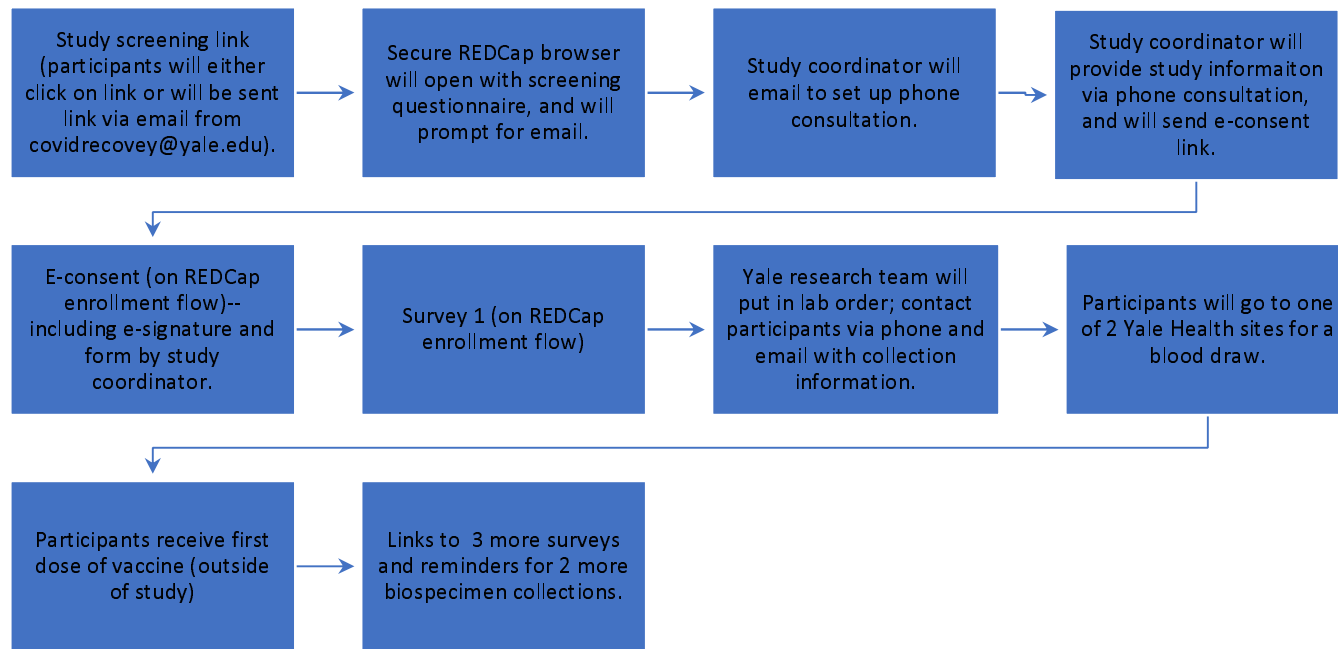 Study screening link
(participants will either
click on link or will be sent
link via email from
covidrecovey@yale.edu).
Secure REDCap browser
will open with screening
questionnaire, and will
prompt for email.
Study coordinator will
email to set up phone
consultation.
Study coordinator will
provide study informaiton
via phone consultation,
and will send e-consent
link.
E-consent (on REDCap
enrollment flow)--
including e-signature and
form by study
coordinator.
Survey 1 (on REDCap
enrollment flow)
Yale research team will
put in lab order; contact
participants via phone and
email with collection
information.
Participants will go to one
of 2 Yale Health sites for a
blood draw.
Participants receive first
dose of vaccine (outside
of study)
Links to 3 more surveys
and reminders for 2 more
biospecimen collections.